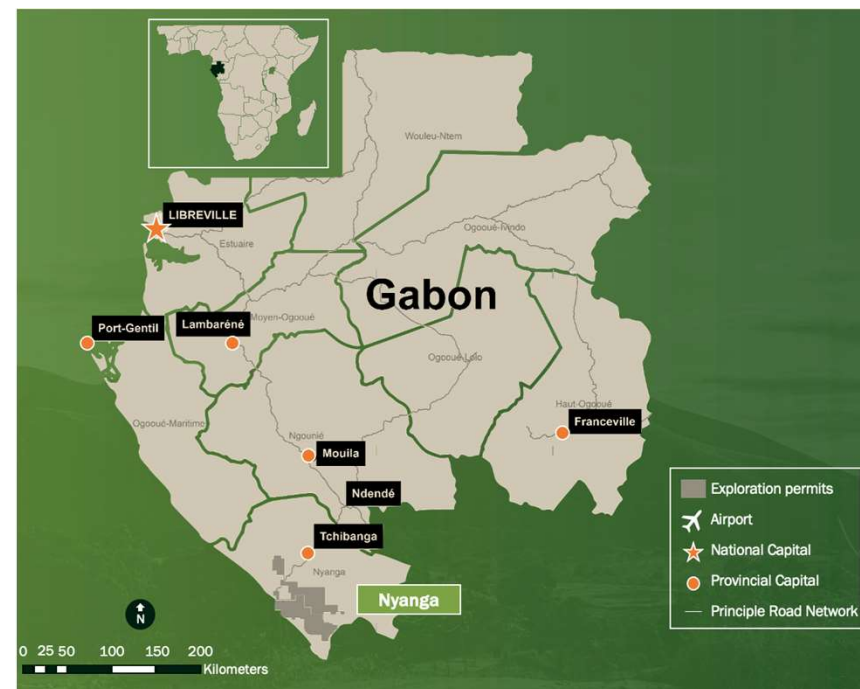 Wouleu-Ntem
LIBREVILLE
Estuaire
Ogooué-Ivindo
Gabon
Port-Gentil
Lambaréné
Moyen-Ogooué
Ogooué-Lolo
Haut-Ogooué
Ogooué-Maritime
Franceville
Ngounié
Mouila
Ndendé
Tchibanga
Nyanga
Nyanga
Exploration permits
Airport
National Capital
Provincial Capital
Principle Road Network
N
0 25 50 100 150 200
Kilometers